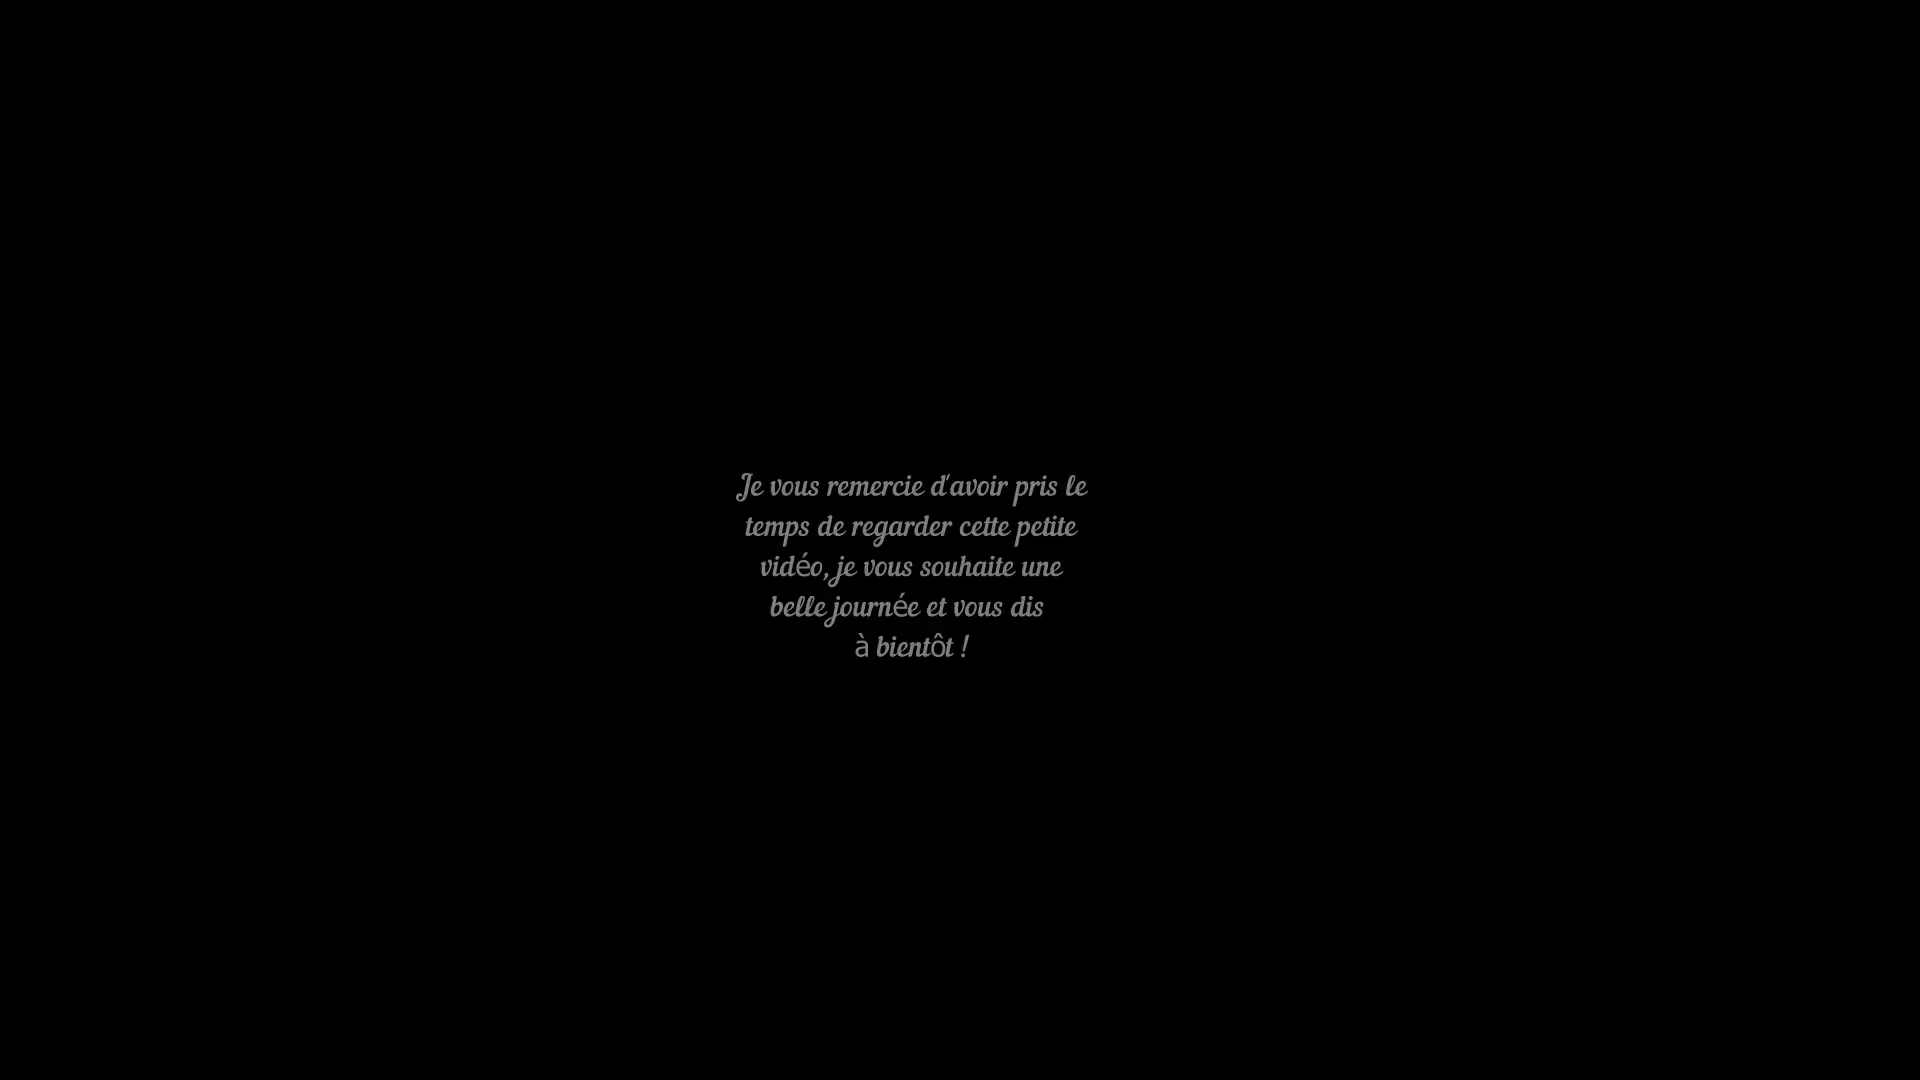 Je vous remercie d'avoir pris le
temps de regarder cette petite
vidéo, je vous souhaite une
belle journée et vous dis
à bientôt !